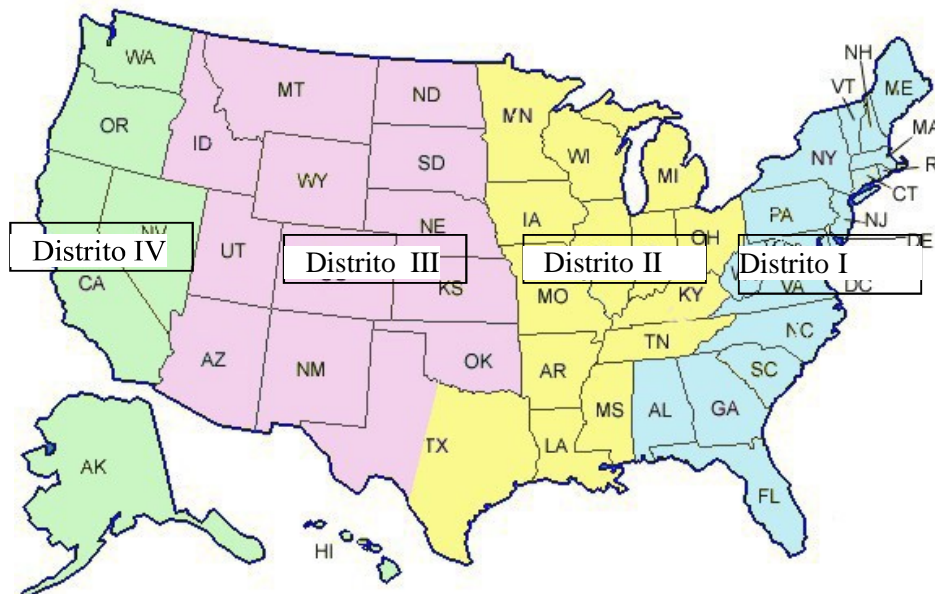 NH
VT
ME
WA
MT
ND
MN
MA
OR
ID
WI
NY
SD
R
WY
MI
CT
IA
PA
NJ
NE
OH
NV
DE
Distrito IV
UT
Distrito III
Distrito II
Distrito I
CA
KS
MO
KY
VA
DC
NC
TN
AZ
NM
OK
AR
SC
MS
AL
GA
TX
LA
AK
FL
HI